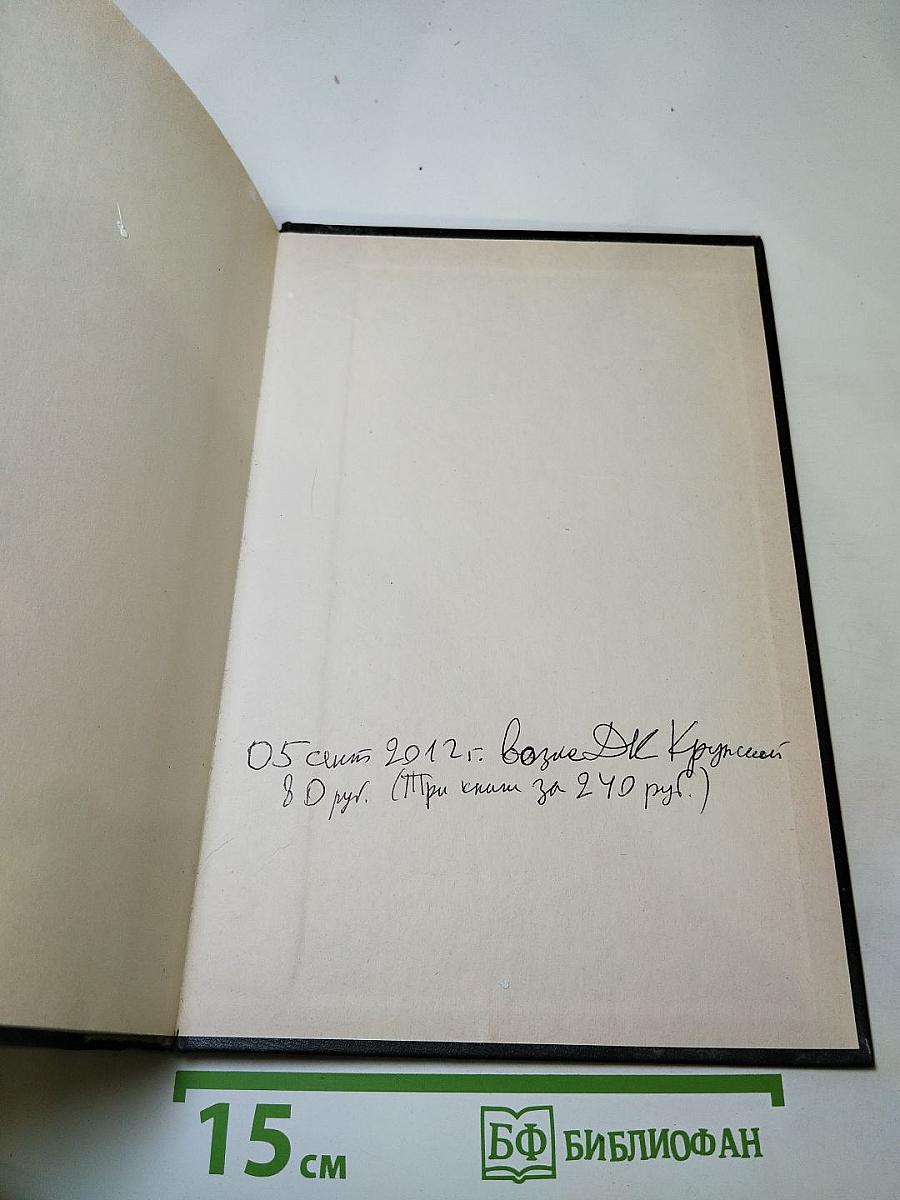 05 сент 2012 г. возле ДК Крупской
80 руб. (Три книги за 240 руб.)
15 см
БФ БИБЛИОФАН